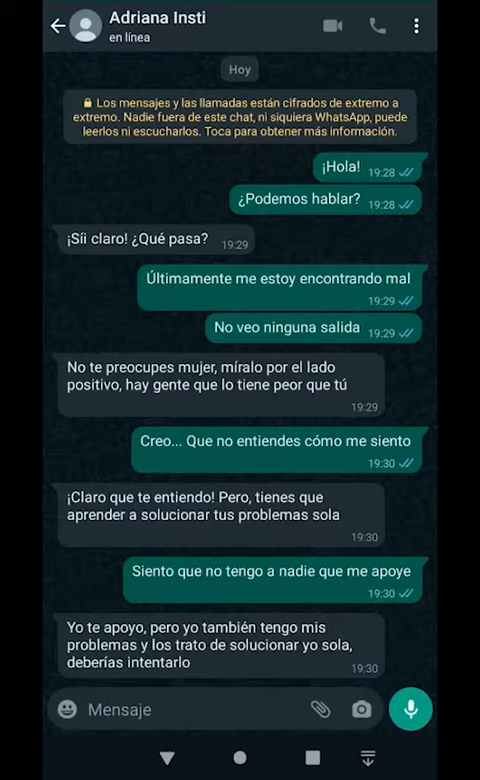 Adriana Insti
en línea
Hoy
Los mensajes y las llamadas están cifrados de extremo a
extremo. Nadie fuera de este chat, ni siquiera WhatsApp, puede
leerlos ni escucharlos. Toca para obtener más información.
¡Hola! 19:28
¿Podemos hablar? 19:28
¡Síi claro! ¿Qué pasa? 19:29
Últimamente me estoy encontrando mal
19:29
No veo ninguna salida 19:29
No te preocupes mujer, míralo por el lado
positivo, hay gente que lo tiene peor que tú
19:29
Creo... Que no entiendes cómo me siento
19:30
¡Claro que te entiendo! Pero, tienes que
aprender a solucionar tus problemas sola
19:30
Siento que no tengo a nadie que me apoye
19:30
Yo te apoyo, pero yo también tengo mis
problemas y los trato de solucionar yo sola,
deberías intentarlo
19:30
Mensaje